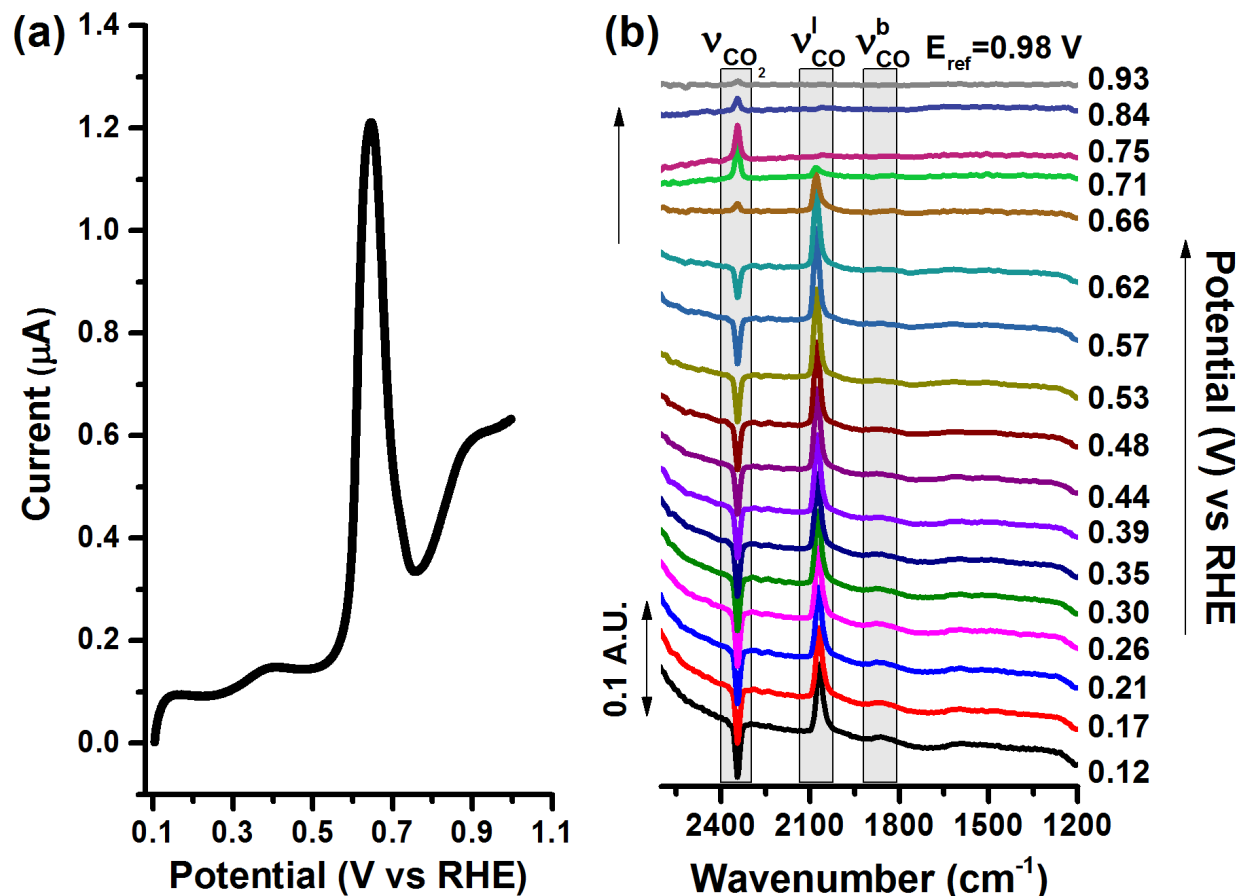 (a)
1.4
1.2
1.0
0.8
0.6
0.4
0.2
0.0
Current (μA)
0.1 0.3 0.5 0.7 0.9 1.1
Potential (V vs RHE)
(b)
νCO2 νlCO νbCO Eref=0.98 V
0.93
0.84
0.75
0.71
0.66
0.62
0.57
0.53
0.48
0.44
0.39
0.35
0.30
0.26
0.21
0.17
0.12
0.1 A.U.
Potential (V) vs RHE
2400 2100 1800 1500 1200
Wavenumber (cm-1)